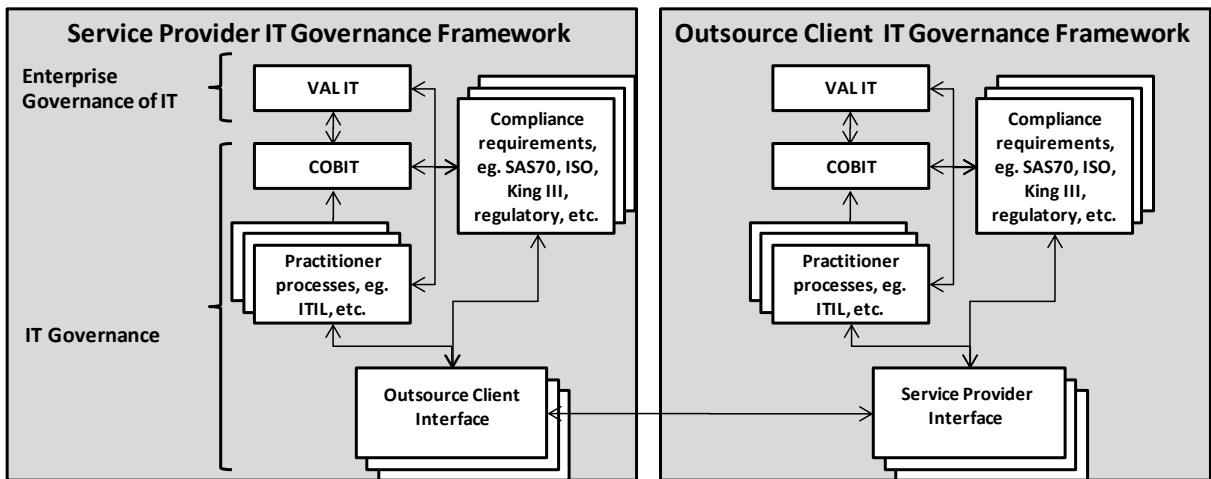 Service Provider IT Governance Framework
Enterprise
Governance of IT
VAL IT
COBIT
Compliance
requirements,
eg. SAS70, ISO,
King III,
regulatory, etc.
Practitioner
processes, eg.
ITIL, etc.
IT Governance
Outsource Client
Interface
Outsource Client IT Governance Framework
VAL IT
COBIT
Compliance
requirements,
eg. SAS70, ISO,
King III,
regulatory, etc.
Practitioner
processes, eg.
ITIL, etc.
Service Provider
Interface